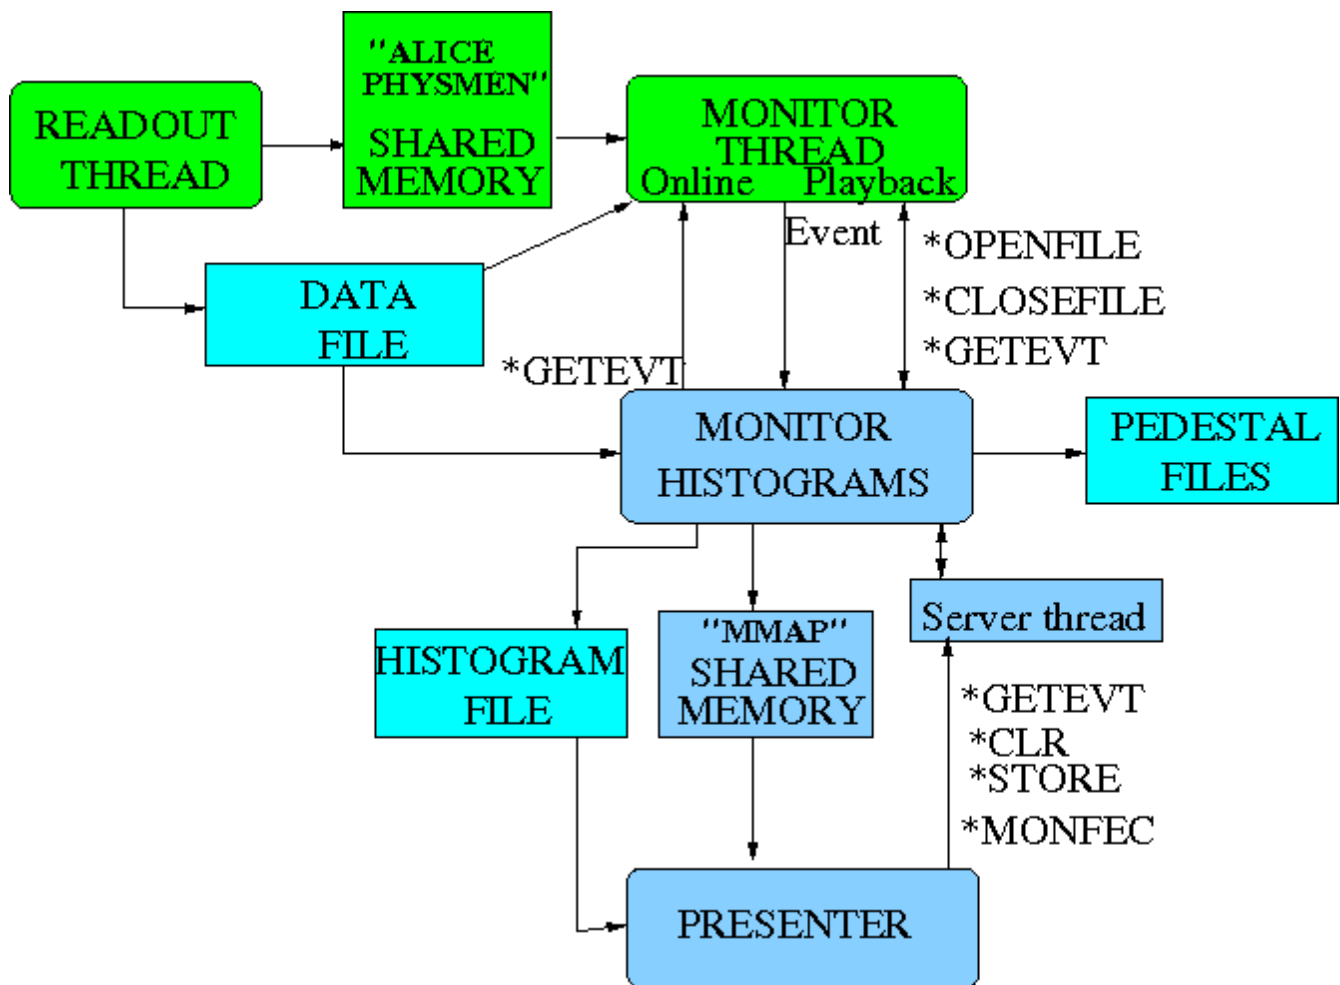 "ALICE
PHYSMEN"
SHARED
MEMORY
READOUT
THREAD
MONITOR
THREAD
Online Playback
Event
*OPENFILE
*CLOSEFILE
*GETEVT
DATA
FILE
*GETEVT
MONITOR
HISTOGRAMS
PEDESTAL
FILES
HISTOGRAM
FILE
"MMAP"
SHARED
MEMORY
Server thread
*GETEVT
*CLR
*STORE
*MONFEC
PRESENTER